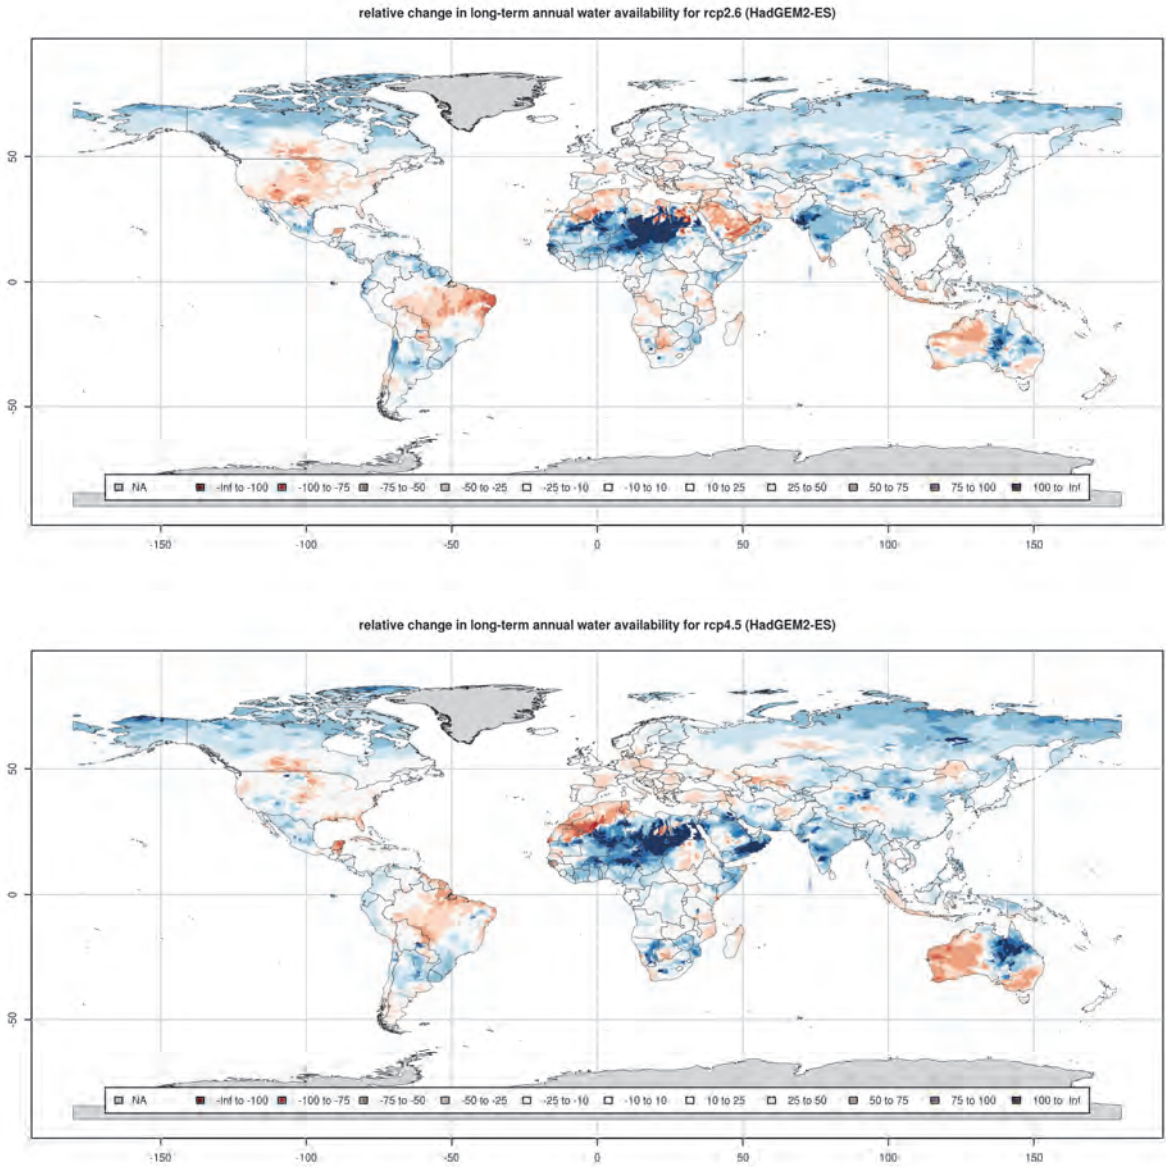 relative change in long-term annual water availability for rcp2.6 (HadGEM2-ES)
50
0
-50
NA -Inf to -100 -100 to -75 -75 to -50 -50 to -25 -25 to -10 -10 to 10 10 to 25 25 to 50 50 to 75 75 to 100 100 to Inf
-150 -100 -50 0 50 100 150
relative change in long-term annual water availability for rcp4.5 (HadGEM2-ES)
50
0
-50
NA -Inf to -100 -100 to -75 -75 to -50 -50 to -25 -25 to -10 -10 to 10 10 to 25 25 to 50 50 to 75 75 to 100 100 to Inf
-150 -100 -50 0 50 100 150